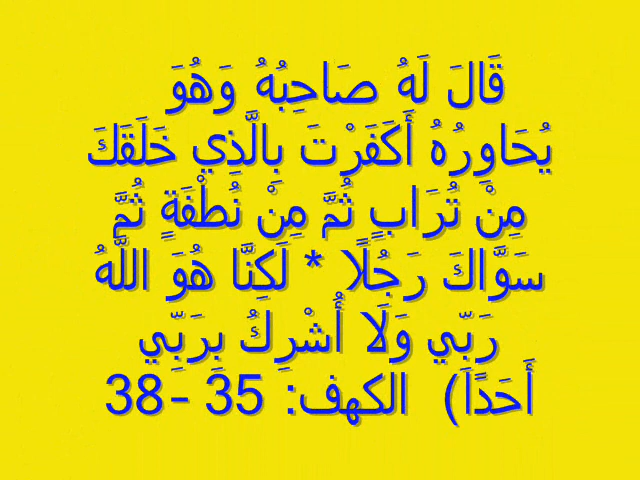 قَالَ لَهُ صَاحِبُهُ وَهُوَ
يُحَاوِرُهُ أَكَفَرْتَ بِالَّذِي خَلَقَكَ
مِنْ تُرَابٍ ثُمَّ مِنْ نُطْفَةٍ ثُمَّ
سَوَّاكَ رَجُلًا * لَكِنَّا هُوَ اللَّهُ
رَبِّي وَلَا أُشْرِكُ بِرَبِّي
أَحَدًا) الكهف: 35 -38